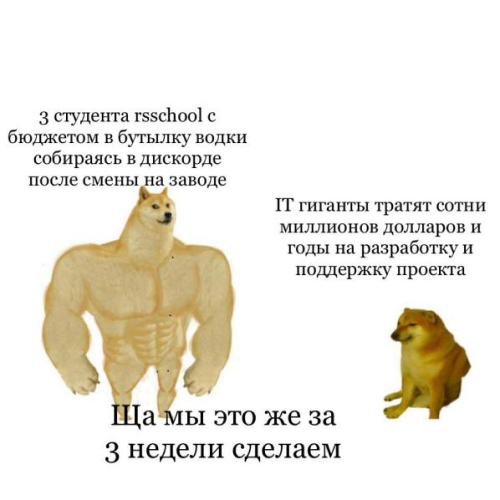 3 студента rsschool с
бюджетом в бутылку водки
собираясь в дискорде
после смены на заводе
IT гиганты тратят сотни
миллионов долларов и
годы на разработку и
поддержку проекта
Ща мы это же за
3 недели сделаем